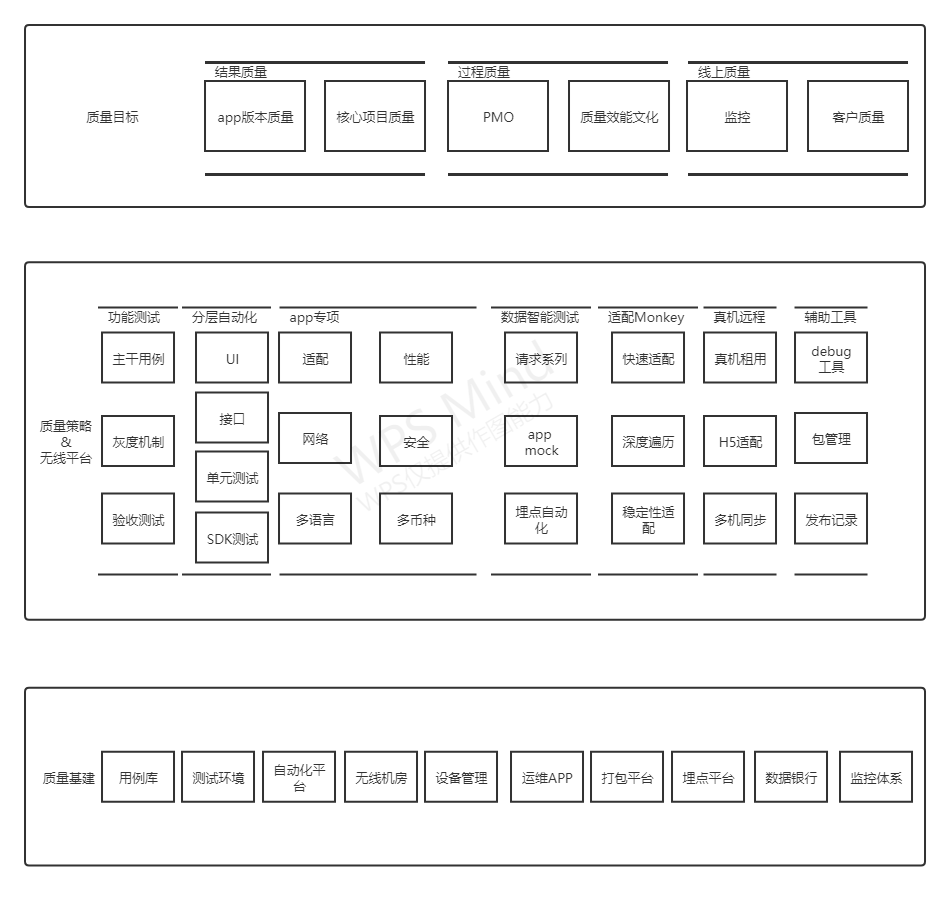 结果质量
过程质量
线上质量
质量目标
app版本质量
核心项目质量
PMO
质量效能文化
监控
客户质量
功能测试
分层自动化
app专项
数据智能测试
适配Monkey
真机远程
辅助工具
质量策略
&
无线平台
主干用例
灰度机制
验收测试
UI
接口
单元测试
SDK测试
适配
性能
网络
安全
多语言
多币种
请求系列
app
mock
埋点自动
化
快速适配
深度遍历
稳定性适
配
真机租用
H5适配
多机同步
debug
工具
包管理
发布记录
WPS Mind
WPS仅提供作图能力
质量基建
用例库
测试环境
自动化平
台
无线机房
设备管理
运维APP
打包平台
埋点平台
数据银行
监控体系